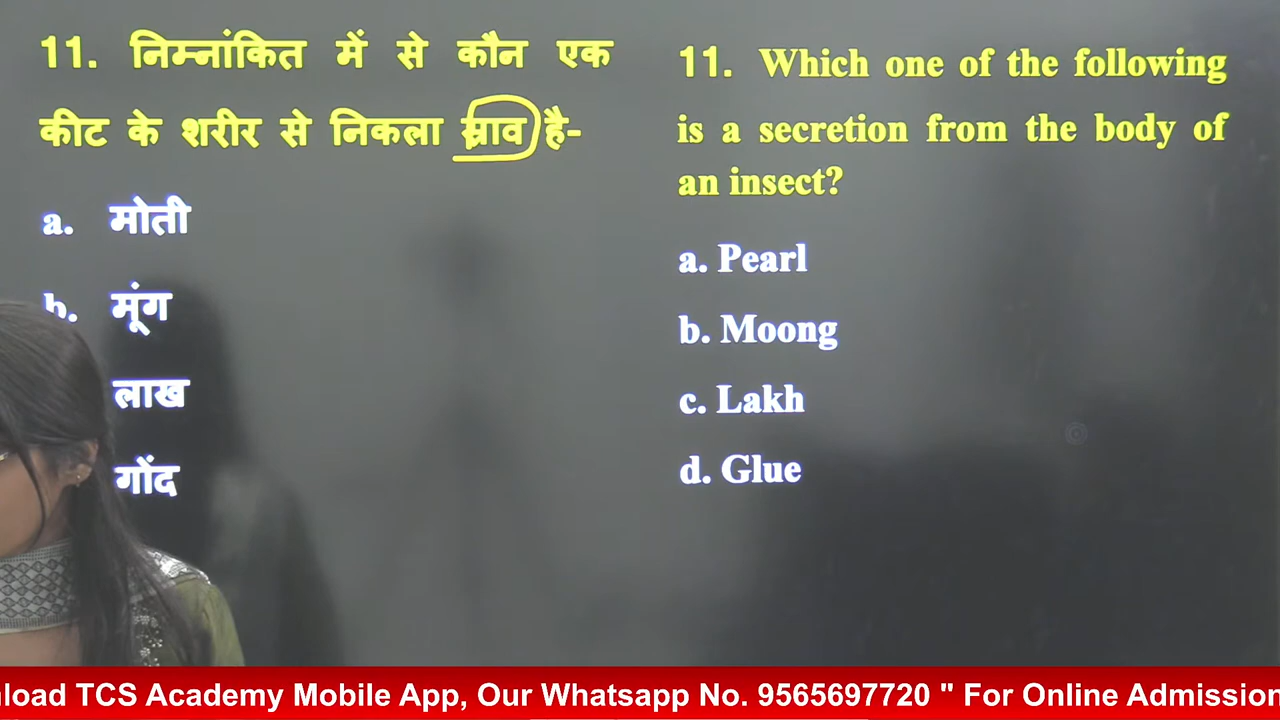 11. निम्नांकित में से कौन एक
कीट के शरीर से निकला स्राव है-
a. मोती
b. मूंग
लाख
गोंद
11. Which one of the following
is a secretion from the body of
an insect?
a. Pearl
b. Moong
c. Lakh
d. Glue
load TCS Academy Mobile App, Our Whatsapp No. 9565697720 " For Online Admission